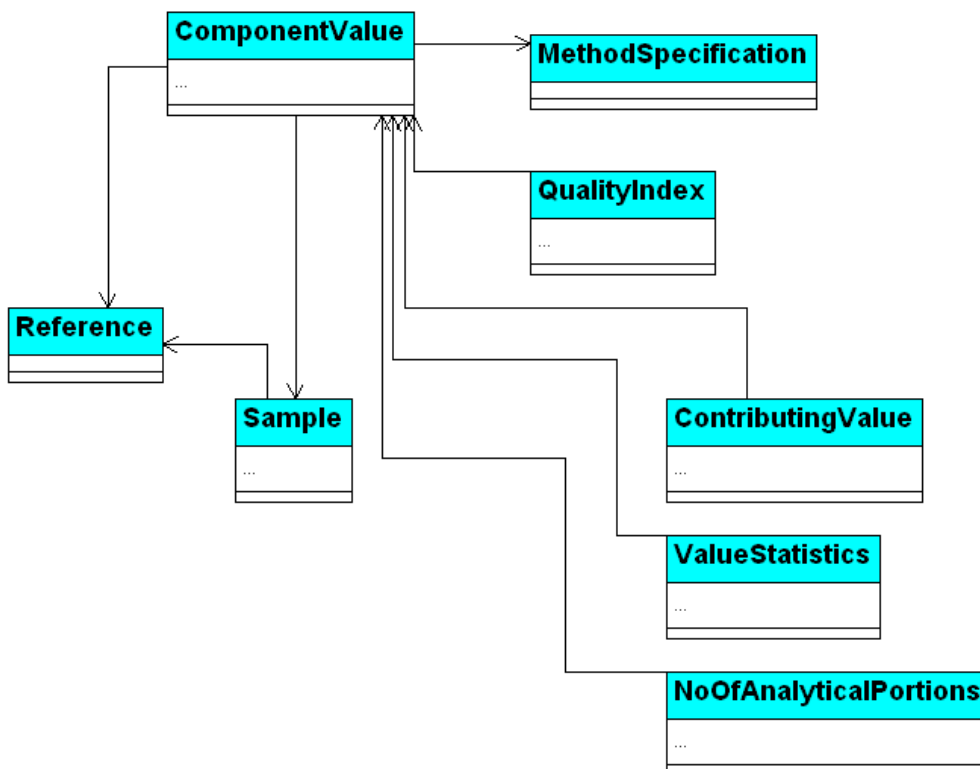 ComponentValue
...
MethodSpecification
QualityIndex
...
Reference
Sample
...
ContributingValue
...
ValueStatistics
...
NoOfAnalyticalPortions
...